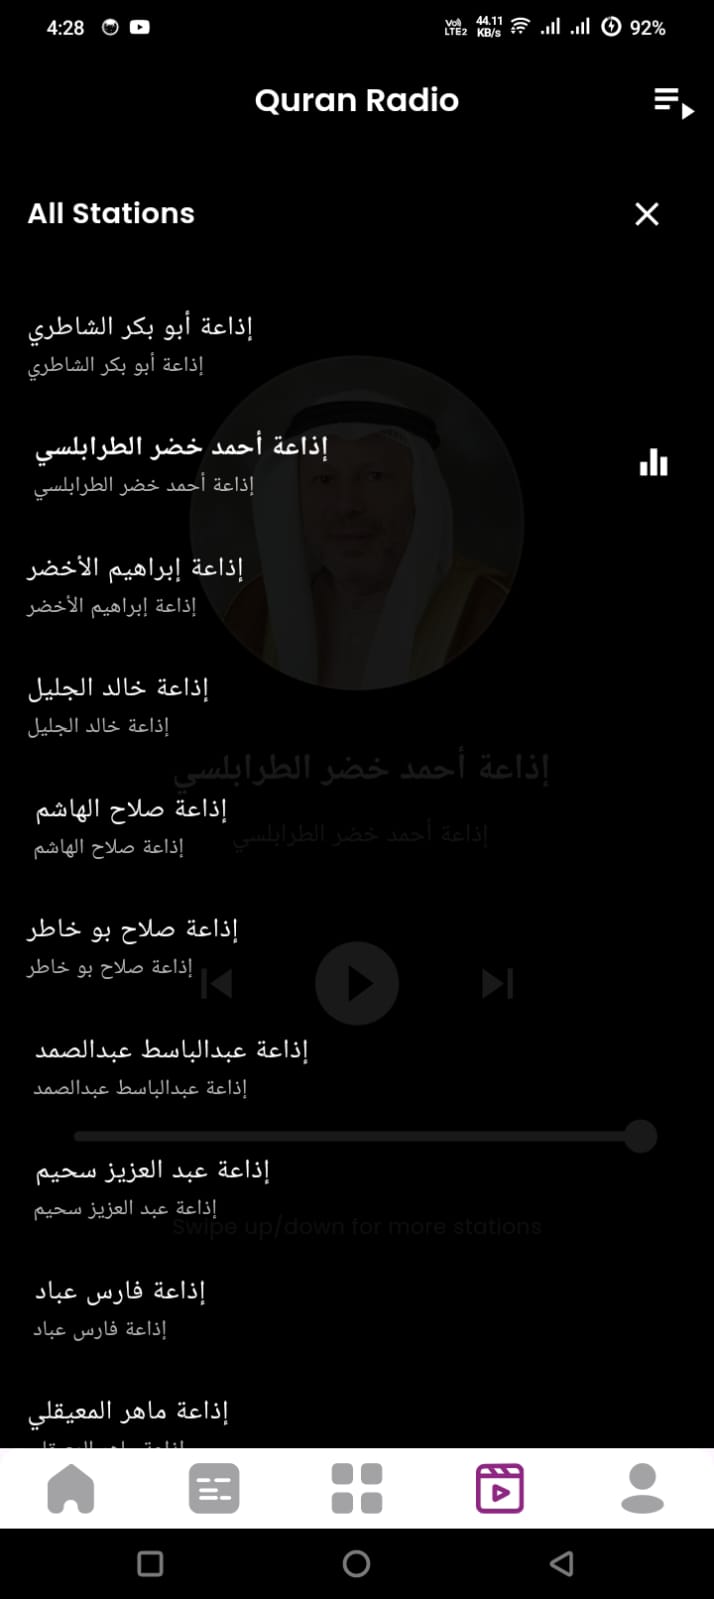 4:28
Vo)) LTE2 44.11 KB/s 92%
Quran Radio
All Stations
إذاعة أبو بكر الشاطري
إذاعة أبو بكر الشاطري
إذاعة أحمد خضر الطرابلسي
إذاعة أحمد خضر الطرابلسي
إذاعة إبراهيم الأخضر
إذاعة إبراهيم الأخضر
إذاعة خالد الجليل
إذاعة خالد الجليل
إذاعة أحمد خضر الطرابلسي
إذاعة صلاح الهاشم
إذاعة أحمد خضر الطرابلسي
إذاعة صلاح الهاشم
إذاعة صلاح بو خاطر
إذاعة صلاح بو خاطر
إذاعة عبدالباسط عبدالصمد
إذاعة عبدالباسط عبدالصمد
إذاعة عبد العزيز سحيم
إذاعة عبد العزيز سحيم
Swipe up/down for more stations
إذاعة فارس عباد
إذاعة فارس عباد
إذاعة ماهر المعيقلي